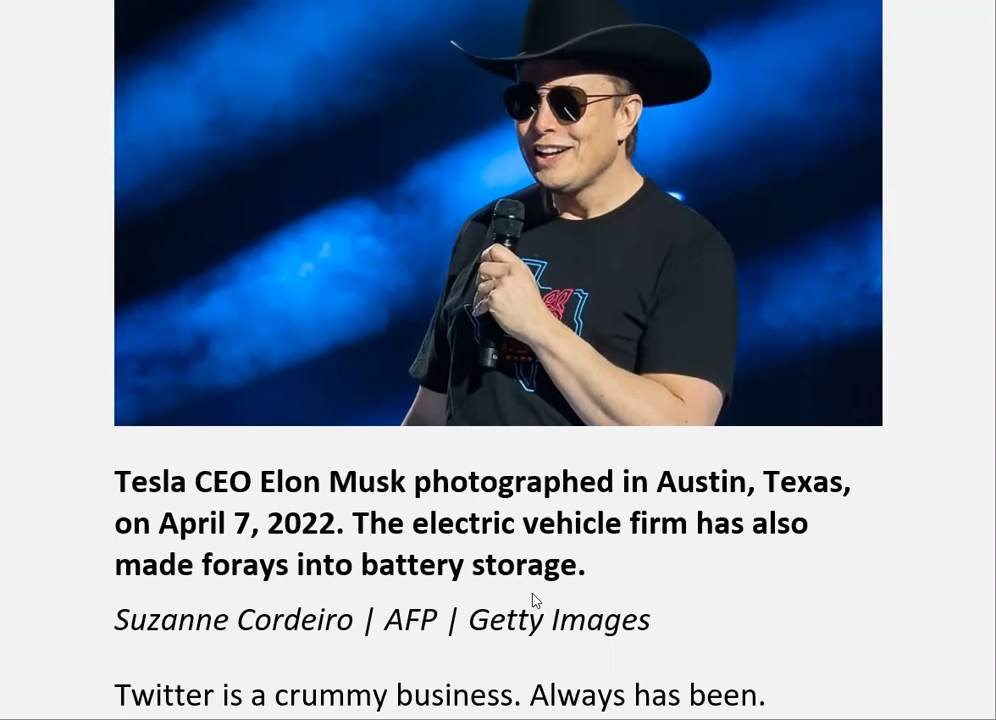 Tesla CEO Elon Musk photographed in Austin, Texas,
on April 7, 2022. The electric vehicle firm has also
made forays into battery storage.
Suzanne Cordeiro | AFP | Getty Images
Twitter is a crummy business. Always has been.